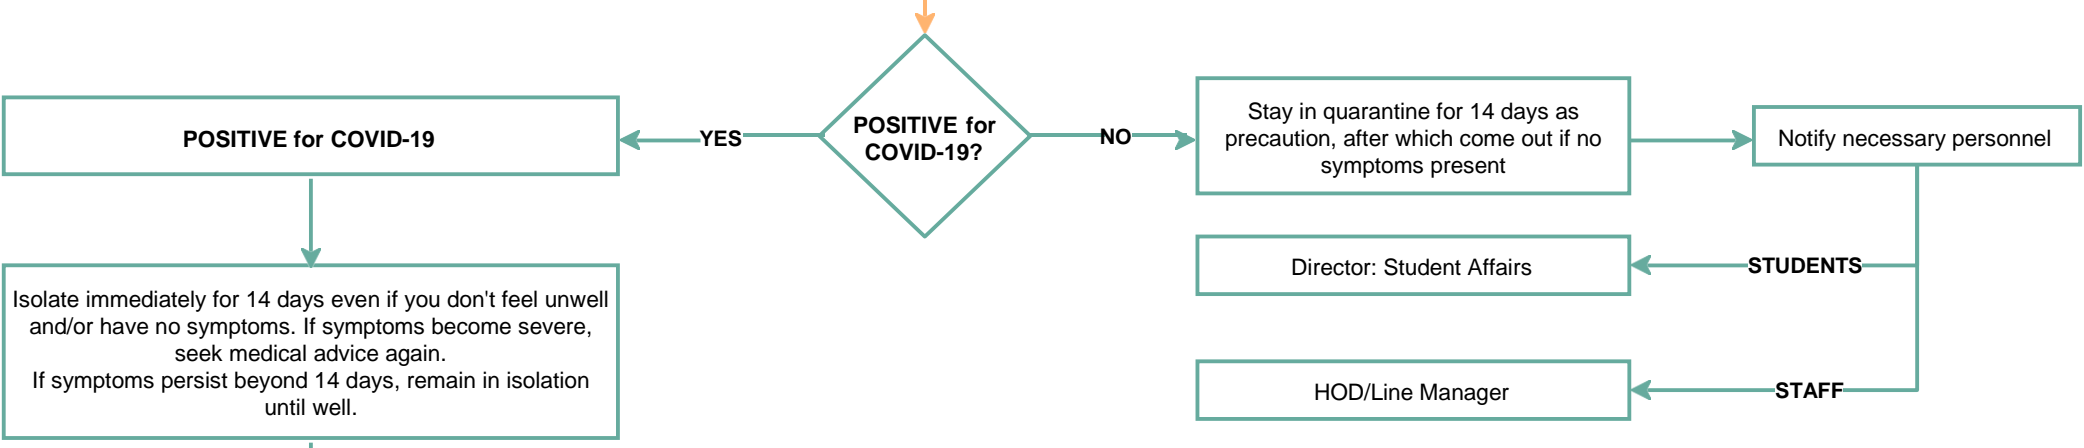 POSITIVE for COVID-19
YES
POSITIVE for
COVID-19?
NO
Stay in quarantine for 14 days as
precaution, after which come out if no
symptoms present
Notify necessary personnel
Isolate immediately for 14 days even if you don't feel unwell
and/or have no symptoms. If symptoms become severe,
seek medical advice again.
If symptoms persist beyond 14 days, remain in isolation
until well.
Director: Student Affairs
STUDENTS
HOD/Line Manager
STAFF